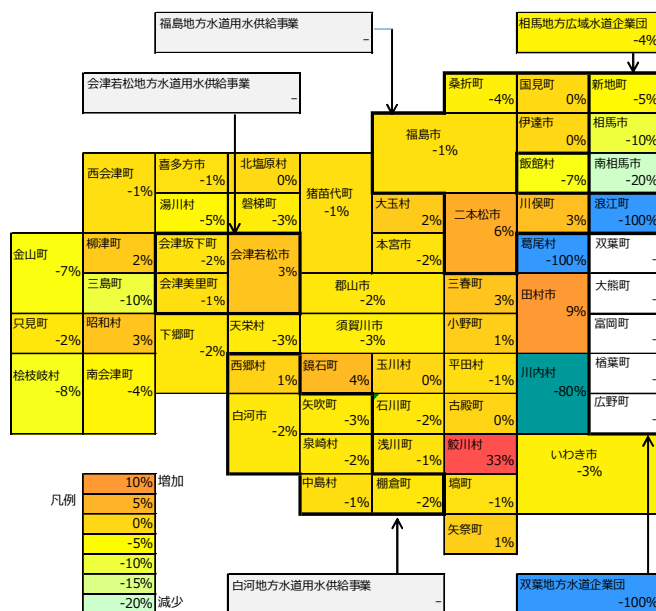 福島地方水道用水供給事業
–
相馬地方広域水道企業団
-4%
会津若松地方水道用水供給事業
–
桑折町
-4%
国見町
0%
新地町
-5%
福島市
-1%
伊達市
0%
相馬市
-10%
西会津町
-1%
喜多方市
-1%
北塩原村
0%
猪苗代町
-1%
飯館村
-7%
南相馬市
-20%
湯川村
-5%
磐梯町
-3%
大玉村
2%
二本松市
6%
川俣町
3%
浪江町
-100%
金山町
-7%
柳津町
2%
会津坂下町
-2%
会津若松市
3%
本宮市
-2%
葛尾村
-100%
双葉町
-
三島町
-10%
会津美里町
-1%
郡山市
-2%
三春町
3%
田村市
9%
大熊町
-
只見町
-2%
昭和村
3%
下郷町
-2%
天栄村
-3%
須賀川市
-3%
小野町
1%
富岡町
-
桧枝岐村
-8%
南会津町
-4%
西郷村
1%
鏡石町
4%
玉川村
0%
平田村
-1%
川内村
-80%
楢葉町
-
白河市
-2%
矢吹町
-3%
石川町
-2%
古殿町
0%
広野町
-
泉崎村
-2%
浅川町
-1%
鮫川村
33%
いわき市
-3%
中島村
-1%
棚倉町
-2%
塙町
-1%
矢祭町
1%
凡例
10% 増加
5%
0%
-5%
-10%
-15%
-20% 減少
白河地方水道用水供給事業
–
双葉地方水道企業団
-100%